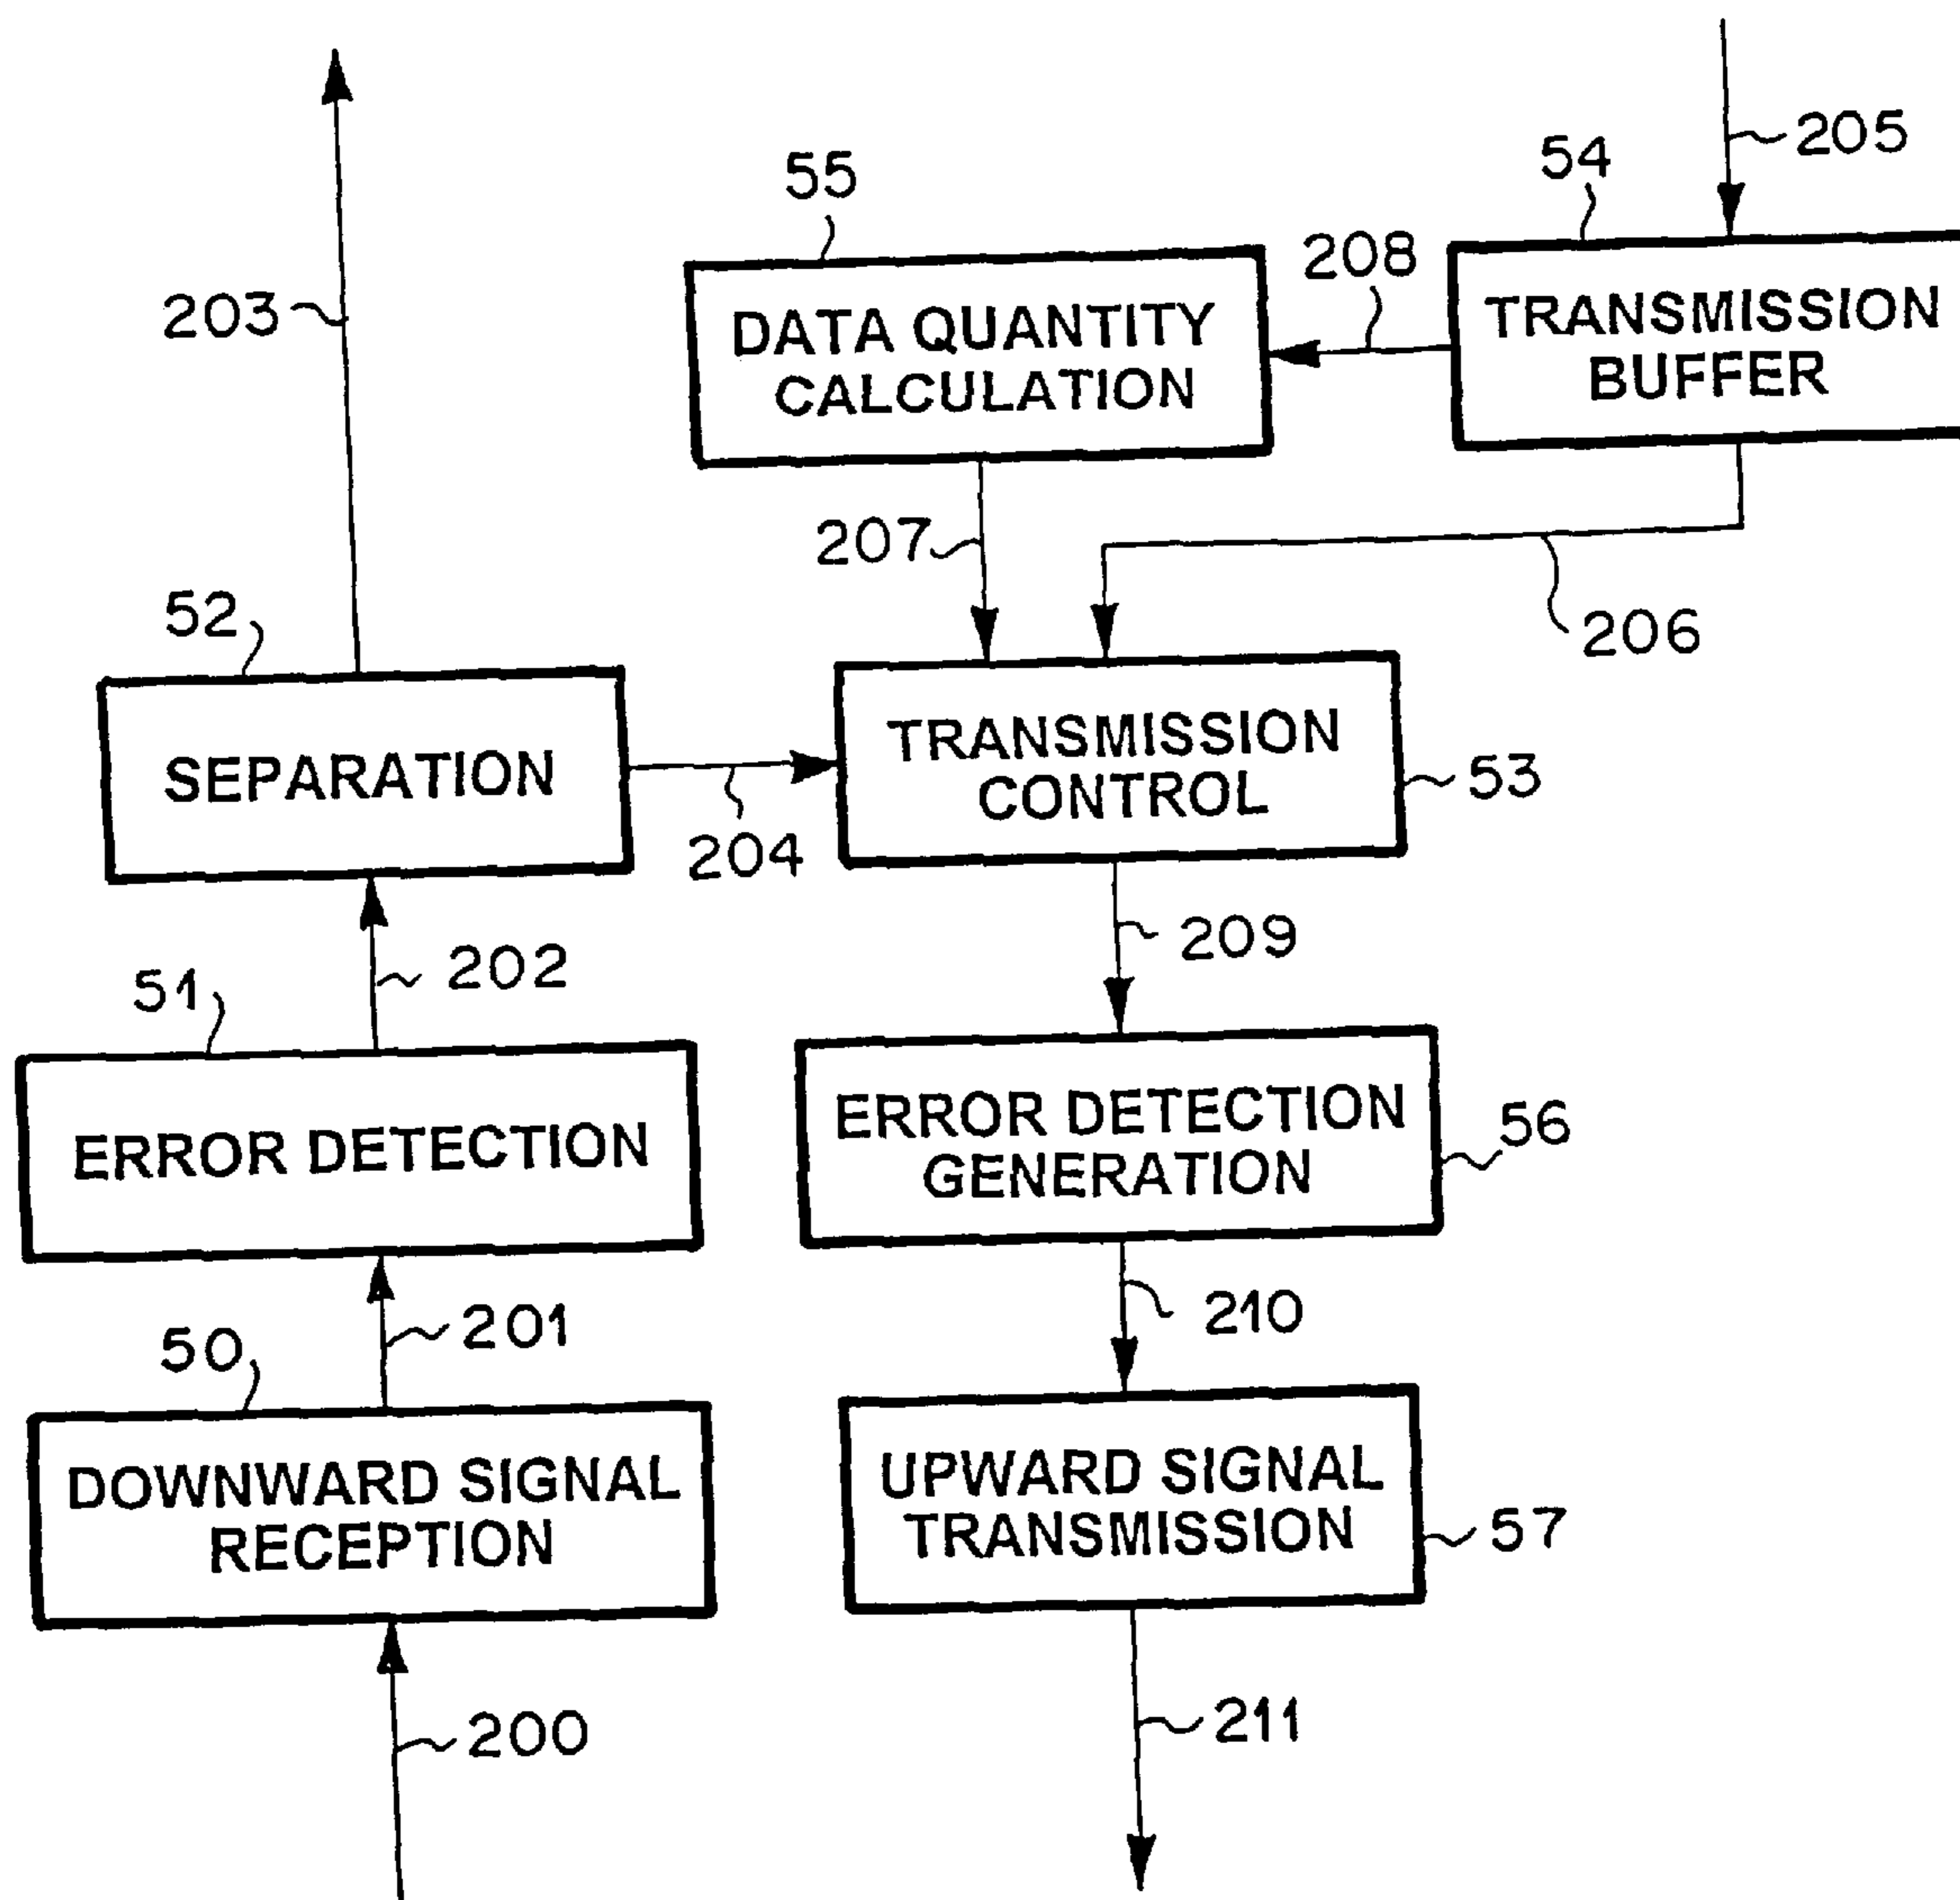 205
54
55
208
203
DATA QUANTITY
CALCULATION
TRANSMISSION
BUFFER
207
206
52
SEPARATION
TRANSMISSION
CONTROL
53
204
202
209
51
ERROR DETECTION
ERROR DETECTION
GENERATION
56
201
210
50
DOWNWARD SIGNAL
RECEPTION
UPWARD SIGNAL
TRANSMISSION
57
200
211